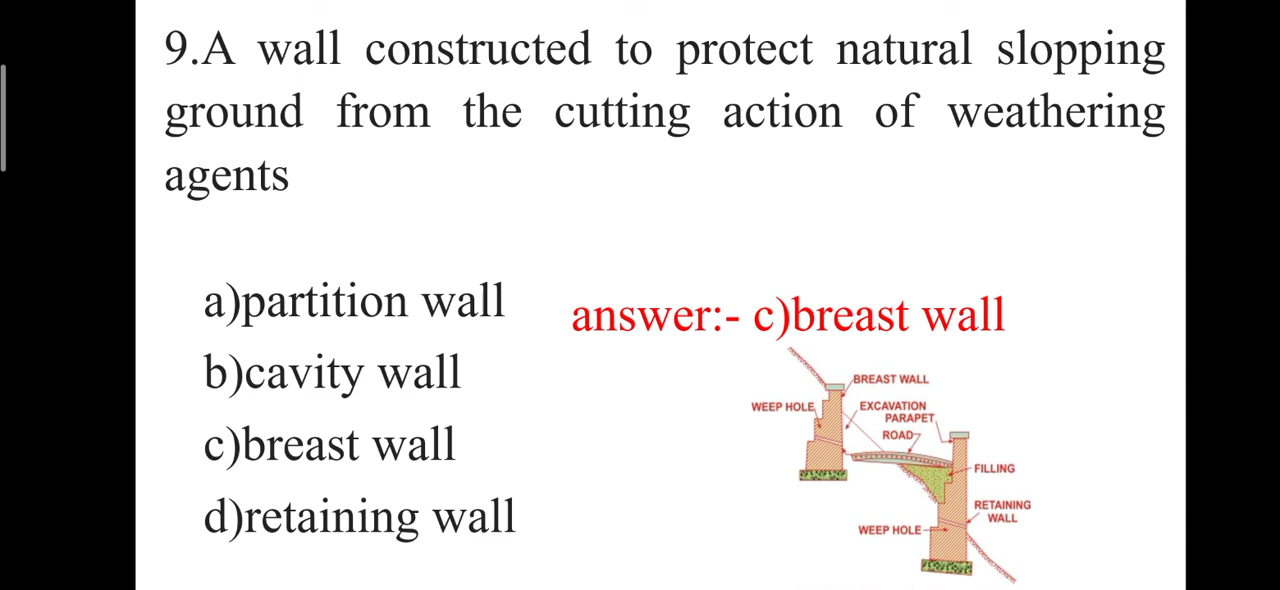 9.A wall constructed to protect natural slopping
ground from the cutting action of weathering
agents
a)partition wall
b)cavity wall
c)breast wall
d)retaining wall
answer:- c)breast wall
BREAST WALL
WEEP HOLE
EXCAVATION
PARAPET
ROAD
FILLING
RETAINING
WALL
WEEP HOLE